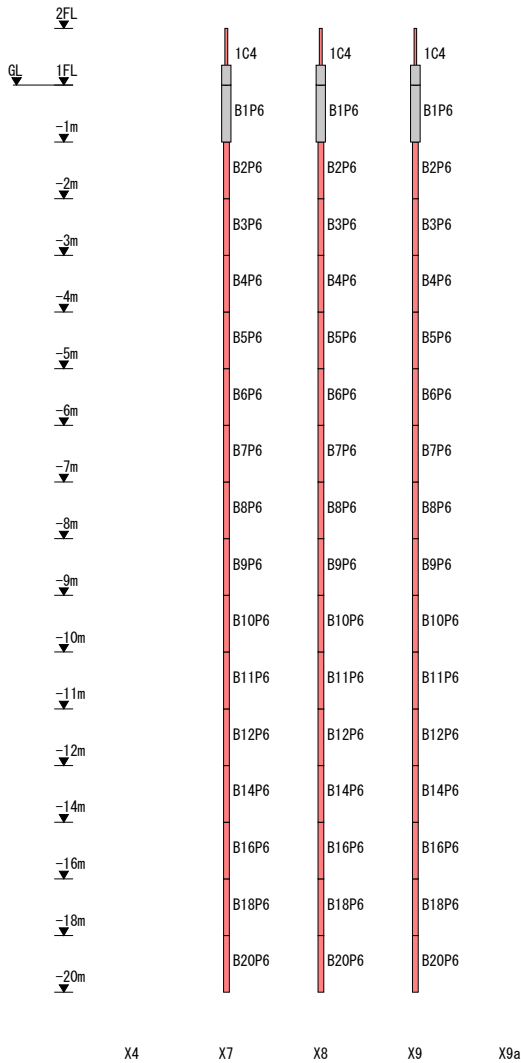 2FL
1C4 1C4 1C4
GL 1FL
B1P6 B1P6 B1P6
-1m
B2P6 B2P6 B2P6
-2m
B3P6 B3P6 B3P6
-3m
B4P6 B4P6 B4P6
-4m
B5P6 B5P6 B5P6
-5m
B6P6 B6P6 B6P6
-6m
B7P6 B7P6 B7P6
-7m
B8P6 B8P6 B8P6
-8m
B9P6 B9P6 B9P6
-9m
B10P6 B10P6 B10P6
-10m
B11P6 B11P6 B11P6
-11m
B12P6 B12P6 B12P6
-12m
B14P6 B14P6 B14P6
-14m
B16P6 B16P6 B16P6
-16m
B18P6 B18P6 B18P6
-18m
B20P6 B20P6 B20P6
-20m
X4 X7 X8 X9 X9a